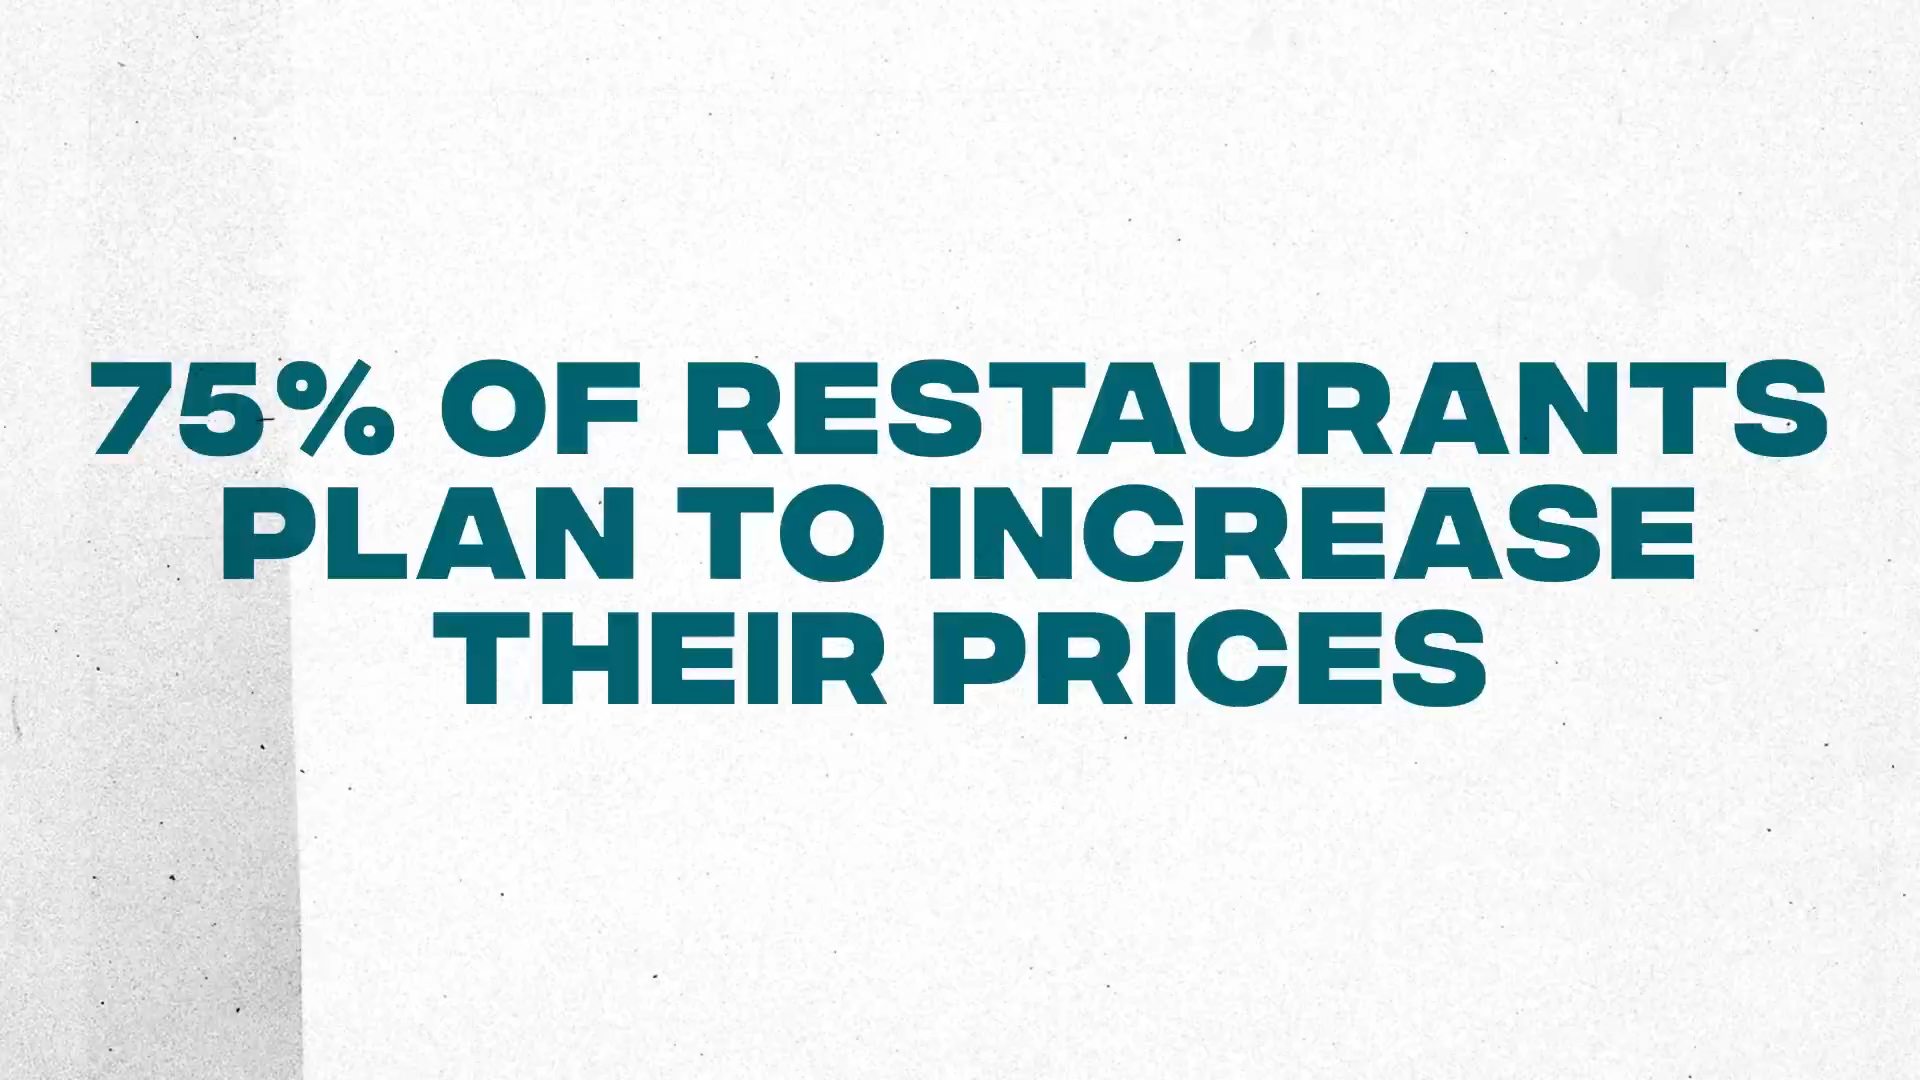 75% OF RESTAURANTS
PLAN TO INCREASE
THEIR PRICES